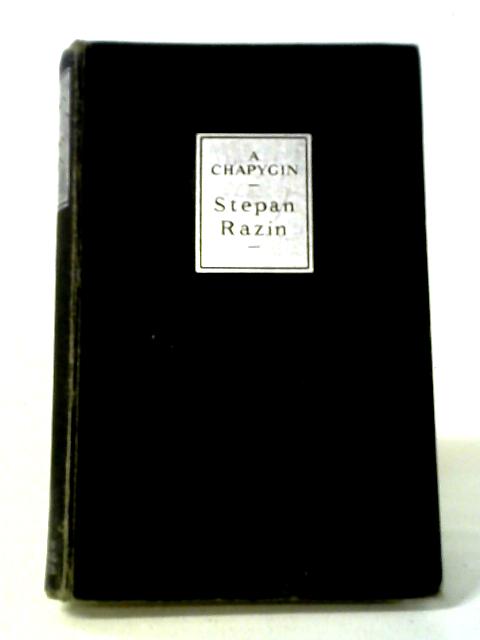 A
CHAPYGIN
—
Stepan
Razin
—